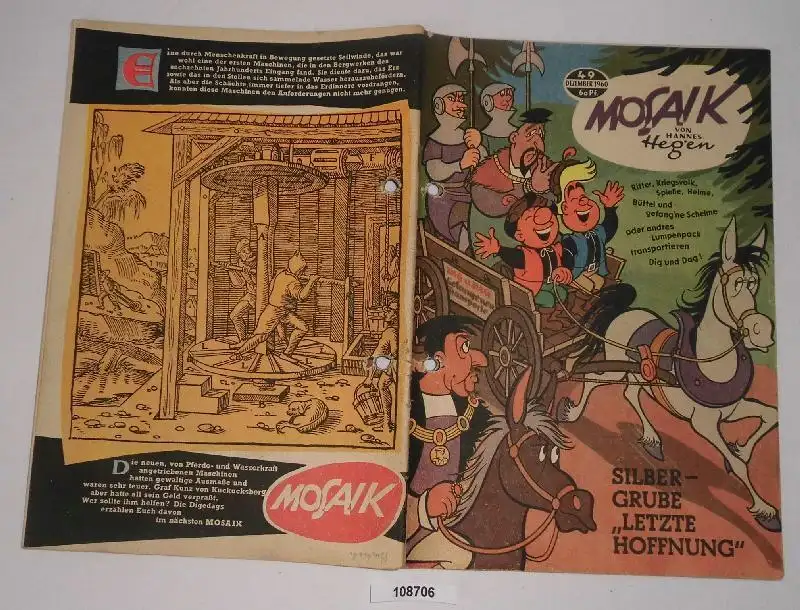 Eine durch Menschenkraft in Bewegung gesetzte Seilwinde, das war
wohl eine der ersten Maschinen, die in den Bergwerken des
sechzehnten Jahrhunderts Eingang fand. Sie diente dazu, das Erz
sowie das in den Stollen sich sammelnde Wasser herauszubefördern.
Als aber die Schächte immer tiefer in das Erdinnere vordrangen,
konnten diese Maschinen den Anforderungen nicht mehr genügen.
Die neuen, von Pferde- und Wasserkraft
angetriebenen Maschinen
hatten gewaltige Ausmaße und
waren sehr teuer. Graf Kunz von Kuckucksberg
aber hatte all sein Geld verpraßt.
Wer sollte ihm helfen? Die Digedags
erzählen Euch davon
im nächsten MOSAIK
MOSAIK
49
DEZEMBER 1960
60 Pf.
MOSAIK
VON
HANNES
Hegen
Ritter, Kriegsvolk,
Spieße, Helme,
Büttel und
gefang'ne Schelme
oder andres
Lumpenpack
transportieren
Dig und Dag!
SILBER-
GRUBE
„LETZTE
HOFFNUNG"
108706